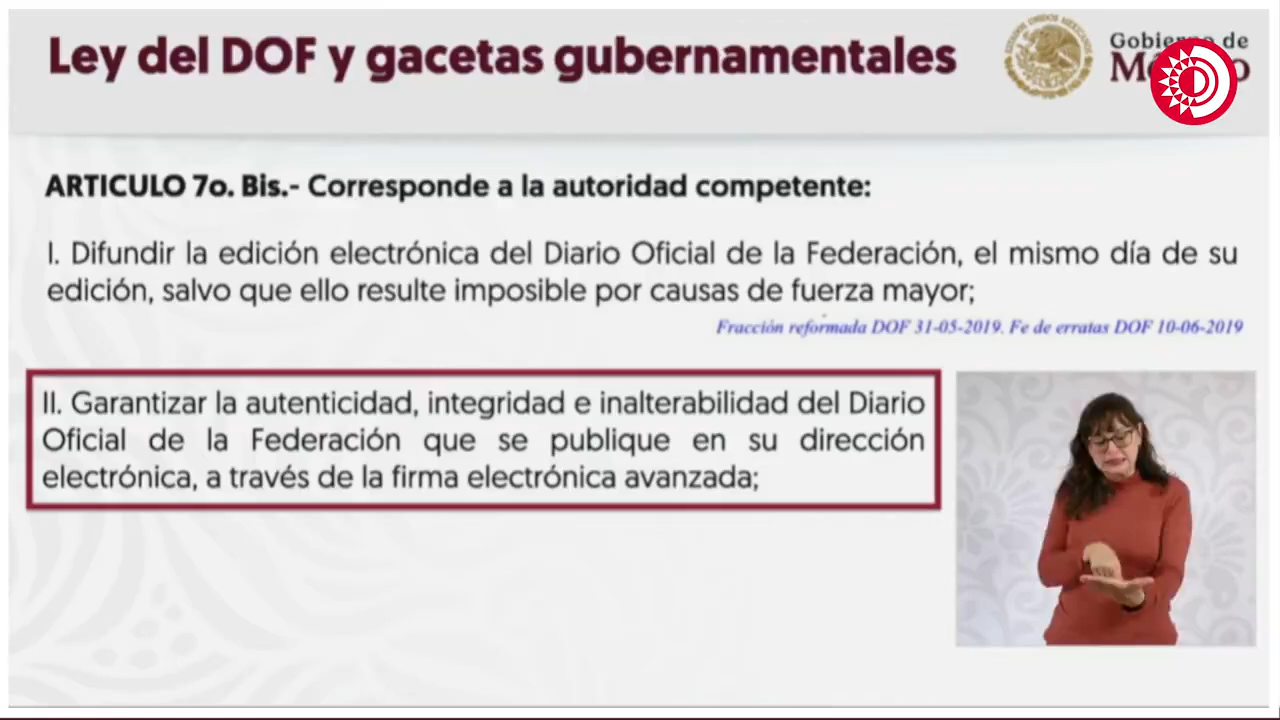 Ley del DOF y gacetas gubernamentales
Gobierno de
ARTICULO 7o. Bis.- Corresponde a la autoridad competente:
I. Difundir la edición electrónica del Diario Oficial de la Federación, el mismo día de su
edición, salvo que ello resulte imposible por causas de fuerza mayor;
Fracción reformada DOF 31-05-2019. Fe de erratas DOF 10-06-2019
II. Garantizar la autenticidad, integridad e inalterabilidad del Diario
Oficial de la Federación que se publique en su dirección
electrónica, a través de la firma electrónica avanzada;